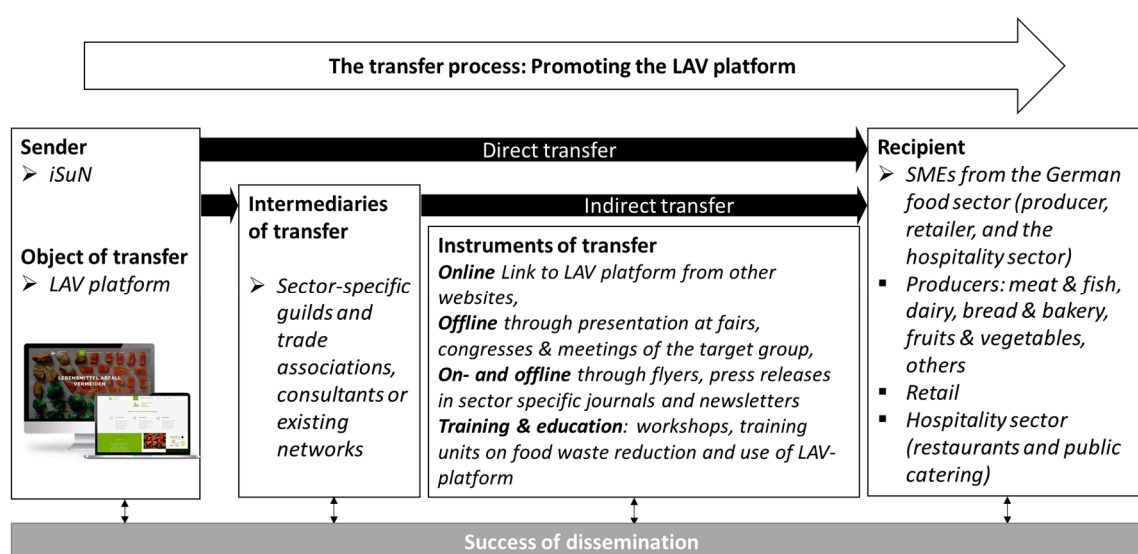 The transfer process: Promoting the LAV platform
Sender
➢ iSuN
Object of transfer
➢ LAV platform
LEBENSMITTEL ABFALL
VERMEIDEN
Direct transfer
Intermediaries
of transfer
➢ Sector-specific
guilds and
trade
associations,
consultants or
existing
networks
Indirect transfer
Instruments of transfer
Online Link to LAV platform from other
websites,
Offline through presentation at fairs,
congresses & meetings of the target group,
On- and offline through flyers, press releases
in sector specific journals and newsletters
Training & education: workshops, training
units on food waste reduction and use of LAV-
platform
Recipient
➢ SMEs from the German
food sector (producer,
retailer, and the
hospitality sector)
▪ Producers: meat & fish,
dairy, bread & bakery,
fruits & vegetables,
others
▪ Retail
▪ Hospitality sector
(restaurants and public
catering)
Success of dissemination